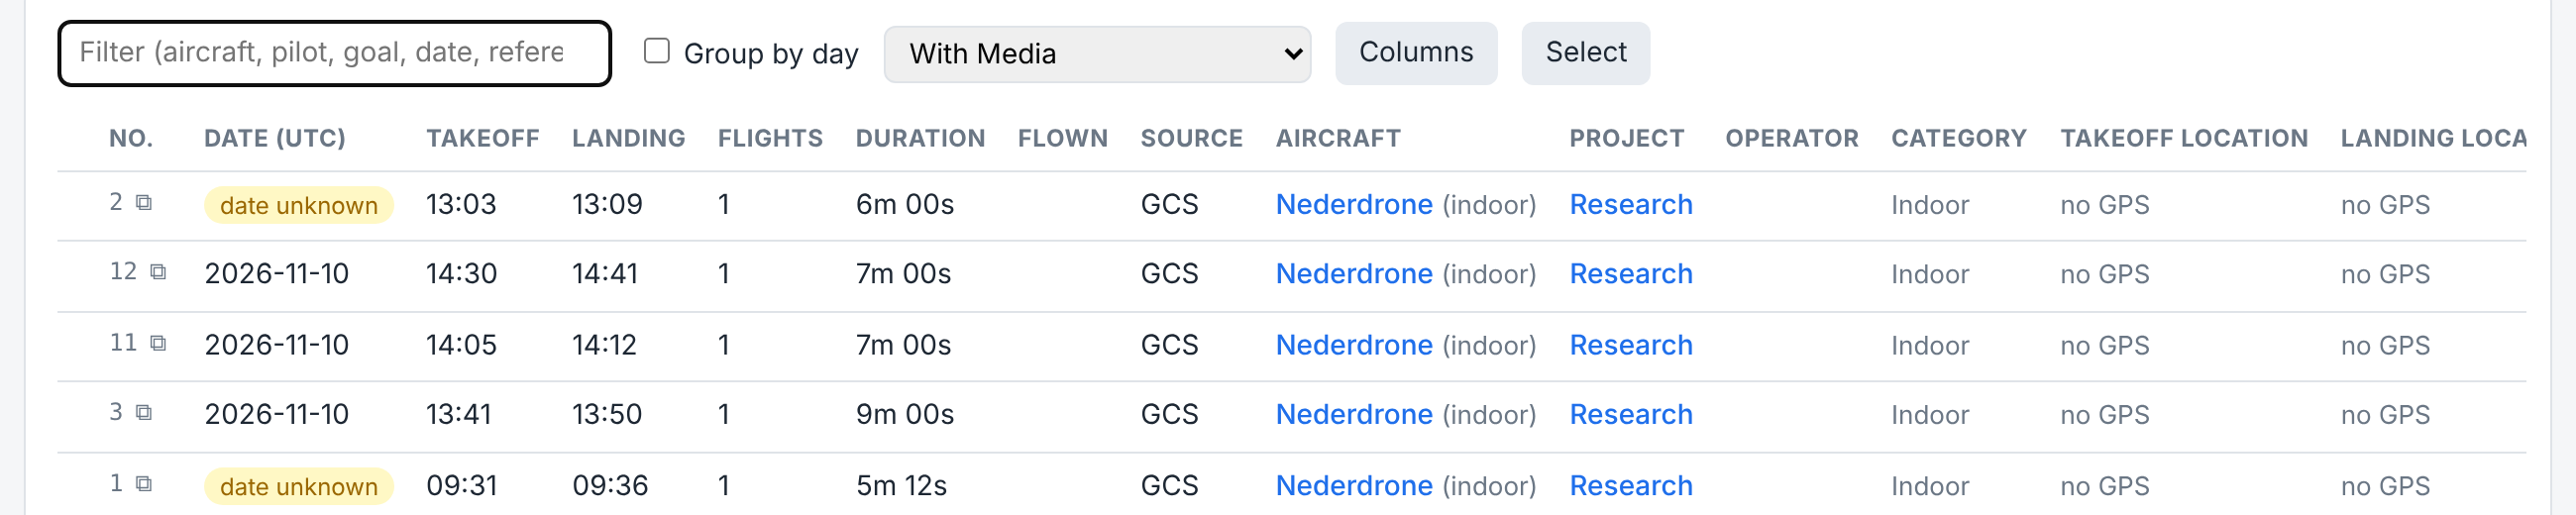 Filter (aircraft, pilot, goal, date, refere Group by day With Media Columns Select
NO. DATE (UTC) TAKEOFF LANDING FLIGHTS DURATION FLOWN SOURCE AIRCRAFT PROJECT OPERATOR CATEGORY TAKEOFF LOCATION LANDING LOCA
2 date unknown 13:03 13:09 1 6m 00s GCS Nederdrone (indoor) Research Indoor no GPS no GPS
12 2026-11-10 14:30 14:41 1 7m 00s GCS Nederdrone (indoor) Research Indoor no GPS no GPS
11 2026-11-10 14:05 14:12 1 7m 00s GCS Nederdrone (indoor) Research Indoor no GPS no GPS
3 2026-11-10 13:41 13:50 1 9m 00s GCS Nederdrone (indoor) Research Indoor no GPS no GPS
1 date unknown 09:31 09:36 1 5m 12s GCS Nederdrone (indoor) Research Indoor no GPS no GPS